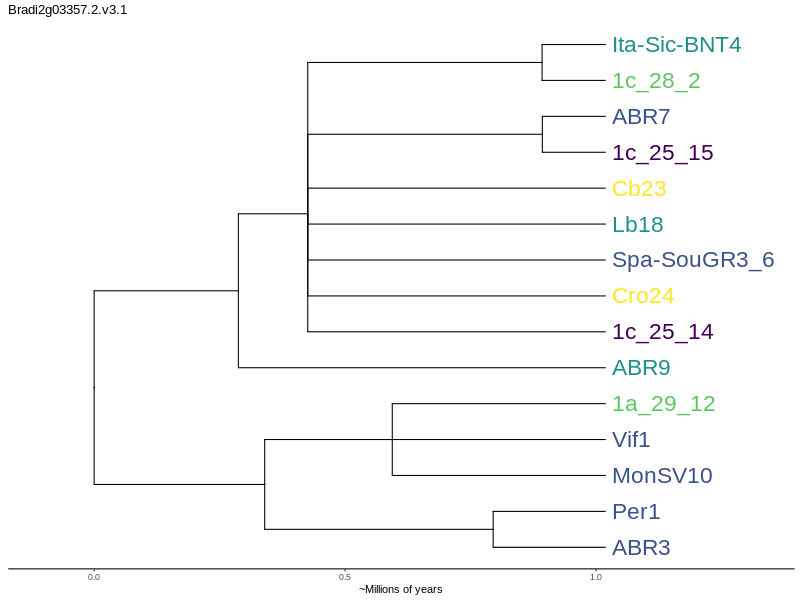 Bradi2g03357.2.v3.1
Ita-Sic-BNT4
1c_28_2
ABR7
1c_25_15
Cb23
Lb18
Spa-SouGR3_6
Cro24
1c_25_14
ABR9
1a_29_12
Vif1
MonSV10
Per1
ABR3
0.0 0.5 1.0
~Millions of years